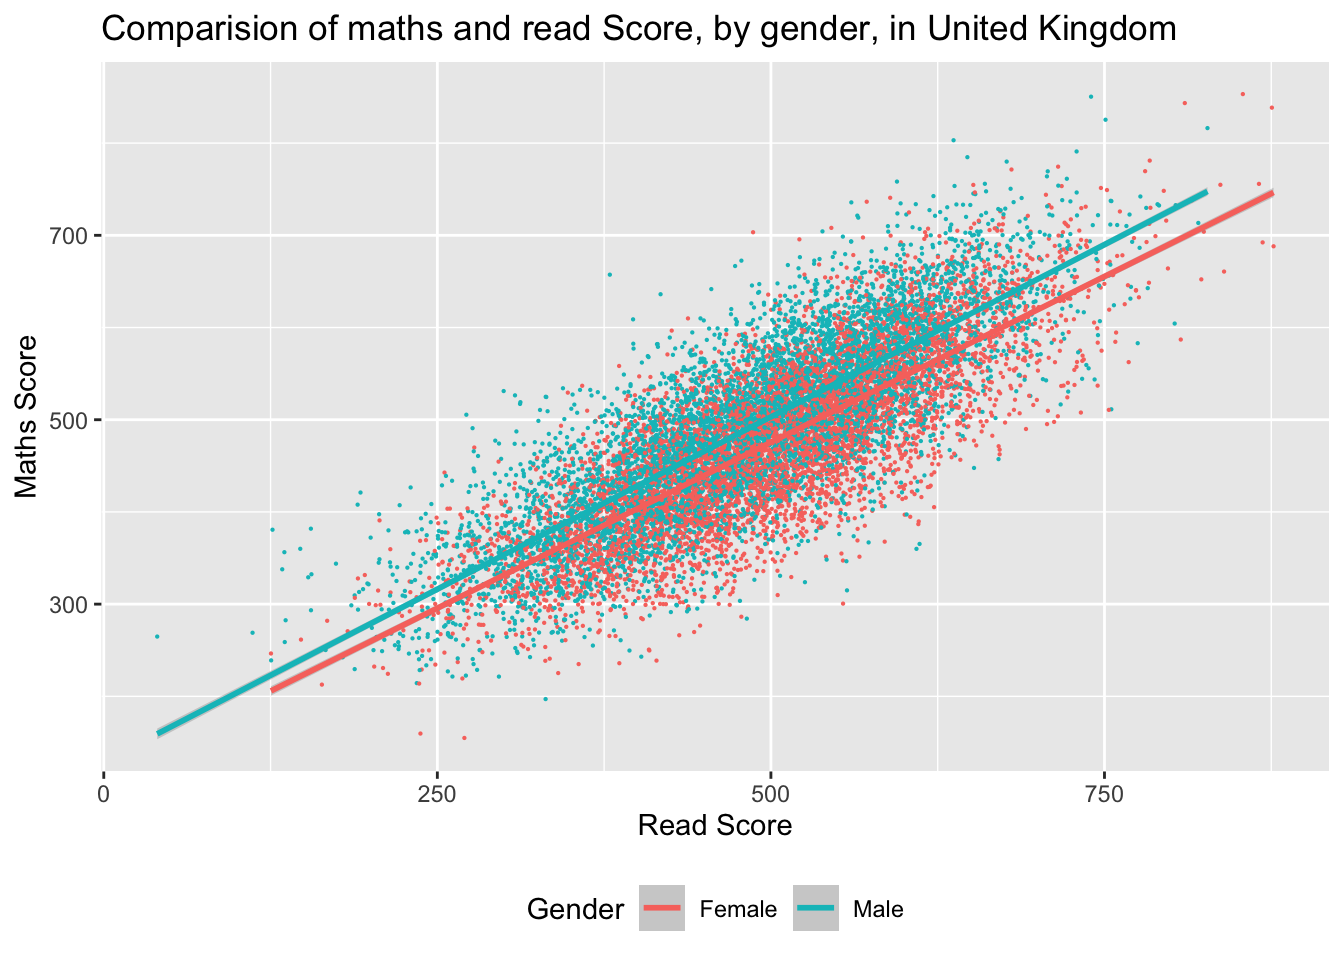 Comparision of maths and read Score, by gender, in United Kingdom
Maths Score
700
500
300
0 250 500 750
Read Score
Gender Female Male